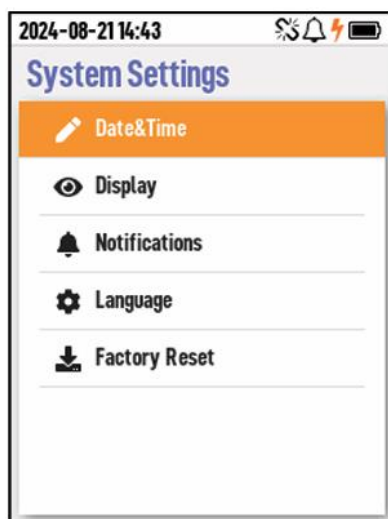 2024-08-21 14:43
System Settings
Date&Time
Display
Notifications
Language
Factory Reset